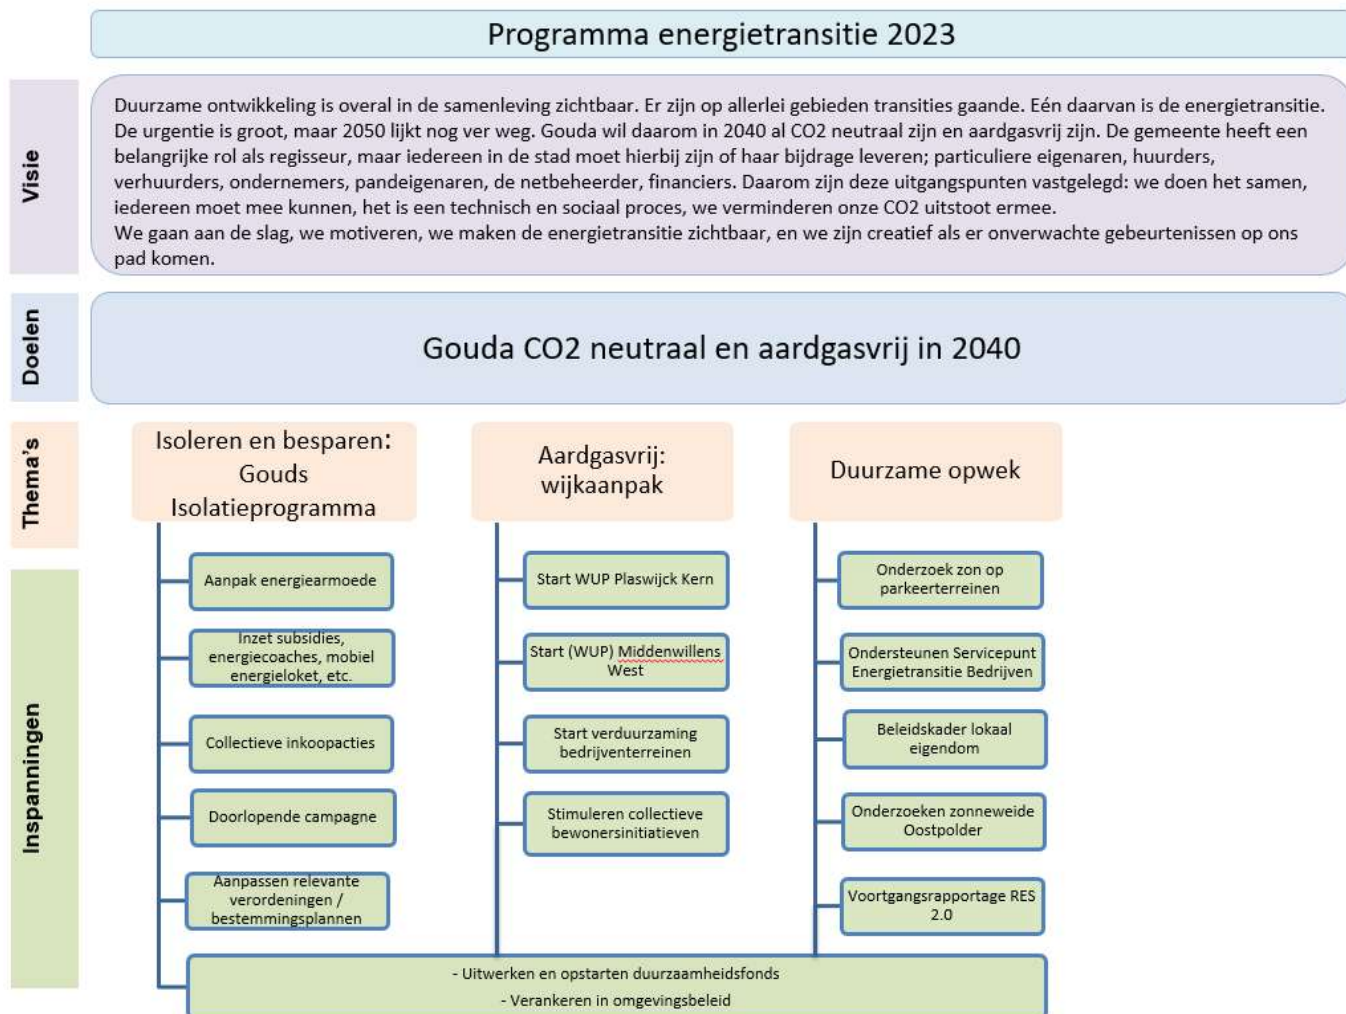 Programma energietransitie 2023
Visie
Duurzame ontwikkeling is overal in de samenleving zichtbaar. Er zijn op allerlei gebieden transities gaande. Eén daarvan is de energietransitie.
De urgentie is groot, maar 2050 lijkt nog ver weg. Gouda wil daarom in 2040 al CO2 neutraal zijn en aardgasvrij zijn. De gemeente heeft een
belangrijke rol als regisseur, maar iedereen in de stad moet hierbij zijn of haar bijdrage leveren; particuliere eigenaren, huurders,
verhuurders, ondernemers, pandeigenaren, de netbeheerder, financiers. Daarom zijn deze uitgangspunten vastgelegd: we doen het samen,
iedereen moet mee kunnen, het is een technisch en sociaal proces, we verminderen onze CO2 uitstoot ermee.
We gaan aan de slag, we motiveren, we maken de energietransitie zichtbaar, en we zijn creatief als er onverwachte gebeurtenissen op ons
pad komen.
Doelen
Gouda CO2 neutraal en aardgasvrij in 2040
Thema's
Isoleren en besparen:
Gouds
Isolatieprogramma
Aardgasvrij:
wijkaanpak
Duurzame opwek
Inspanningen
Aanpak energiearmoede
Inzet subsidies,
energiecoaches, mobiel
energieloket, etc.
Collectieve inkoopacties
Doorlopende campagne
Aanpassen relevante
verordeningen /
bestemmingsplannen
Start WUP Plaswijck Kern
Start (WUP) Middenwillens
West
Start verduurzaming
bedrijventerreinen
Stimuleren collectieve
bewonersinitiatieven
Onderzoek zon op
parkeerterreinen
Ondersteunen Servicepunt
Energietransitie Bedrijven
Beleidskader lokaal
eigendom
Onderzoeken zonneweide
Oostpolder
Voortgangsrapportage RES
2.0
- Uitwerken en opstarten duurzaamheidsfonds
- Verankeren in omgevingsbeleid